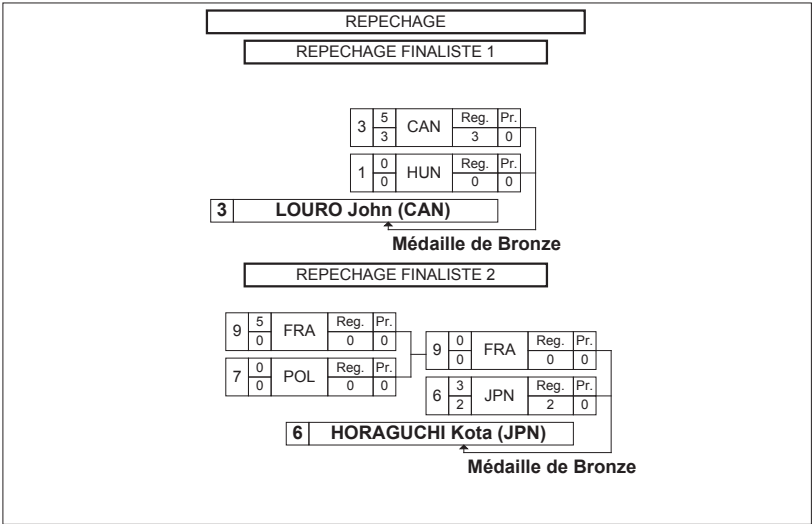 REPECHAGE
REPECHAGE FINALISTE 1
3 5 CAN Reg. Pr.
3 3 0
1 0 HUN Reg. Pr.
0 0 0
3 LOURO John (CAN)
Médaille de Bronze
REPECHAGE FINALISTE 2
9 5 FRA Reg. Pr.
0 0 0
7 0 POL Reg. Pr.
0 0 0
9 0 FRA Reg. Pr.
0 0 0
6 3 JPN Reg. Pr.
2 2 0
6 HORAGUCHI Kota (JPN)
Médaille de Bronze